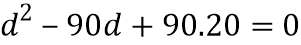 d² – 90d + 90.20 = 0